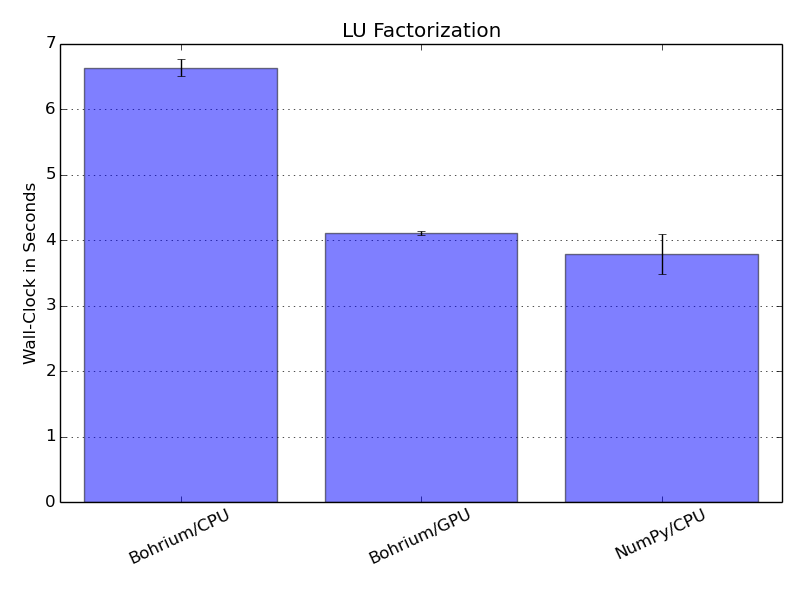 LU Factorization
Wall-Clock in Seconds
7
6
5
4
3
2
1
0
Bohrium/CPU
Bohrium/GPU
NumPy/CPU